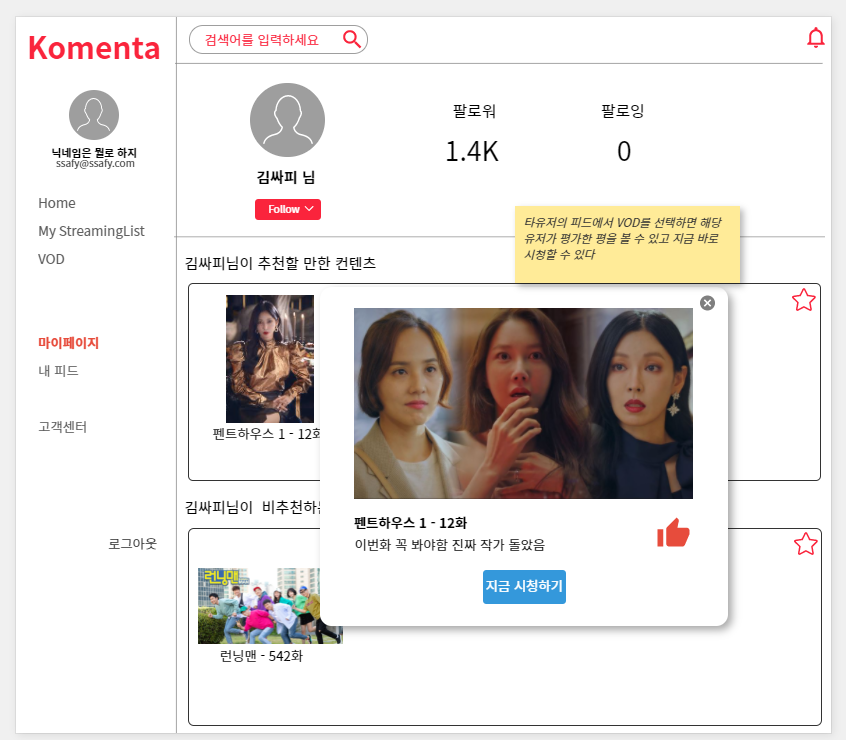 Komenta
검색어를 입력하세요
닉네임은 뭘로 하지
ssafy@ssafy.com
Home
My StreamingList
VOD
마이페이지
내 피드
고객센터
로그아웃
김싸피 님
Follow
팔로워
1.4K
팔로잉
0
타유저의 피드에서 VOD를 선택하면 해당
유저가 평가한 평을 볼 수 있고 지금 바로
시청할 수 있다
김싸피님이 추천할 만한 컨텐츠
펜트하우스 1 - 12화
김싸피님이 비추천하는
런닝맨
런닝맨 - 542화
펜트하우스 1 - 12화
이번화 꼭 봐야함 진짜 작가 돌았음
지금 시청하기